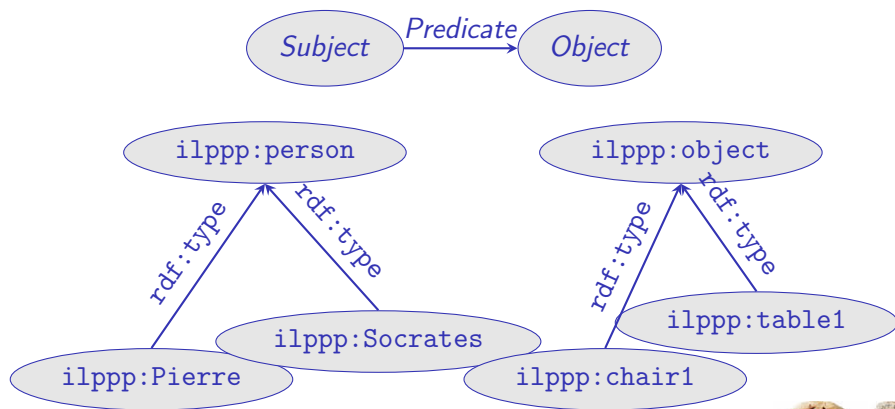 Predicate
Subject
Object
ilppp:person
ilppp:object
rdf:type
rdf:type
rdf:type
rdf:type
ilppp:Socrates
ilppp:table1
ilppp:Pierre
ilppp:chair1